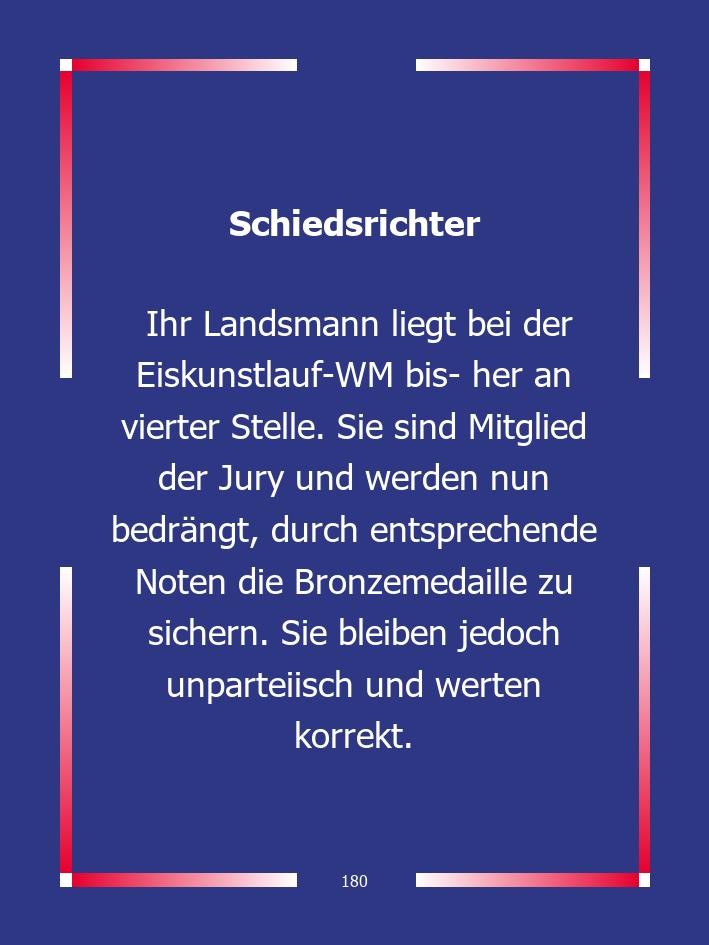 Schiedsrichter
Ihr Landsmann liegt bei der
Eiskunstlauf-WM bis- her an
vierter Stelle. Sie sind Mitglied
der Jury und werden nun
bedrängt, durch entsprechende
Noten die Bronzemedaille zu
sichern. Sie bleiben jedoch
unparteiisch und werten
korrekt.
180